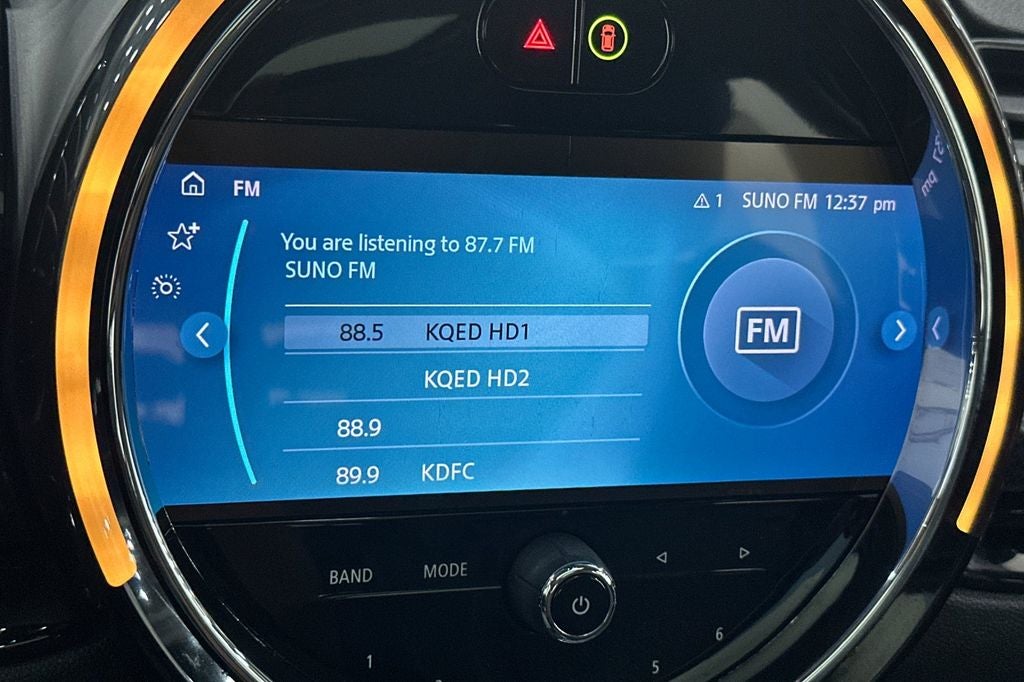 FM
1 SUNO FM 12:37 pm
You are listening to 87.7 FM
SUNO FM
88.5 KQED HD1
KQED HD2
88.9
89.9 KDFC
FM
BAND MODE
1
5
6